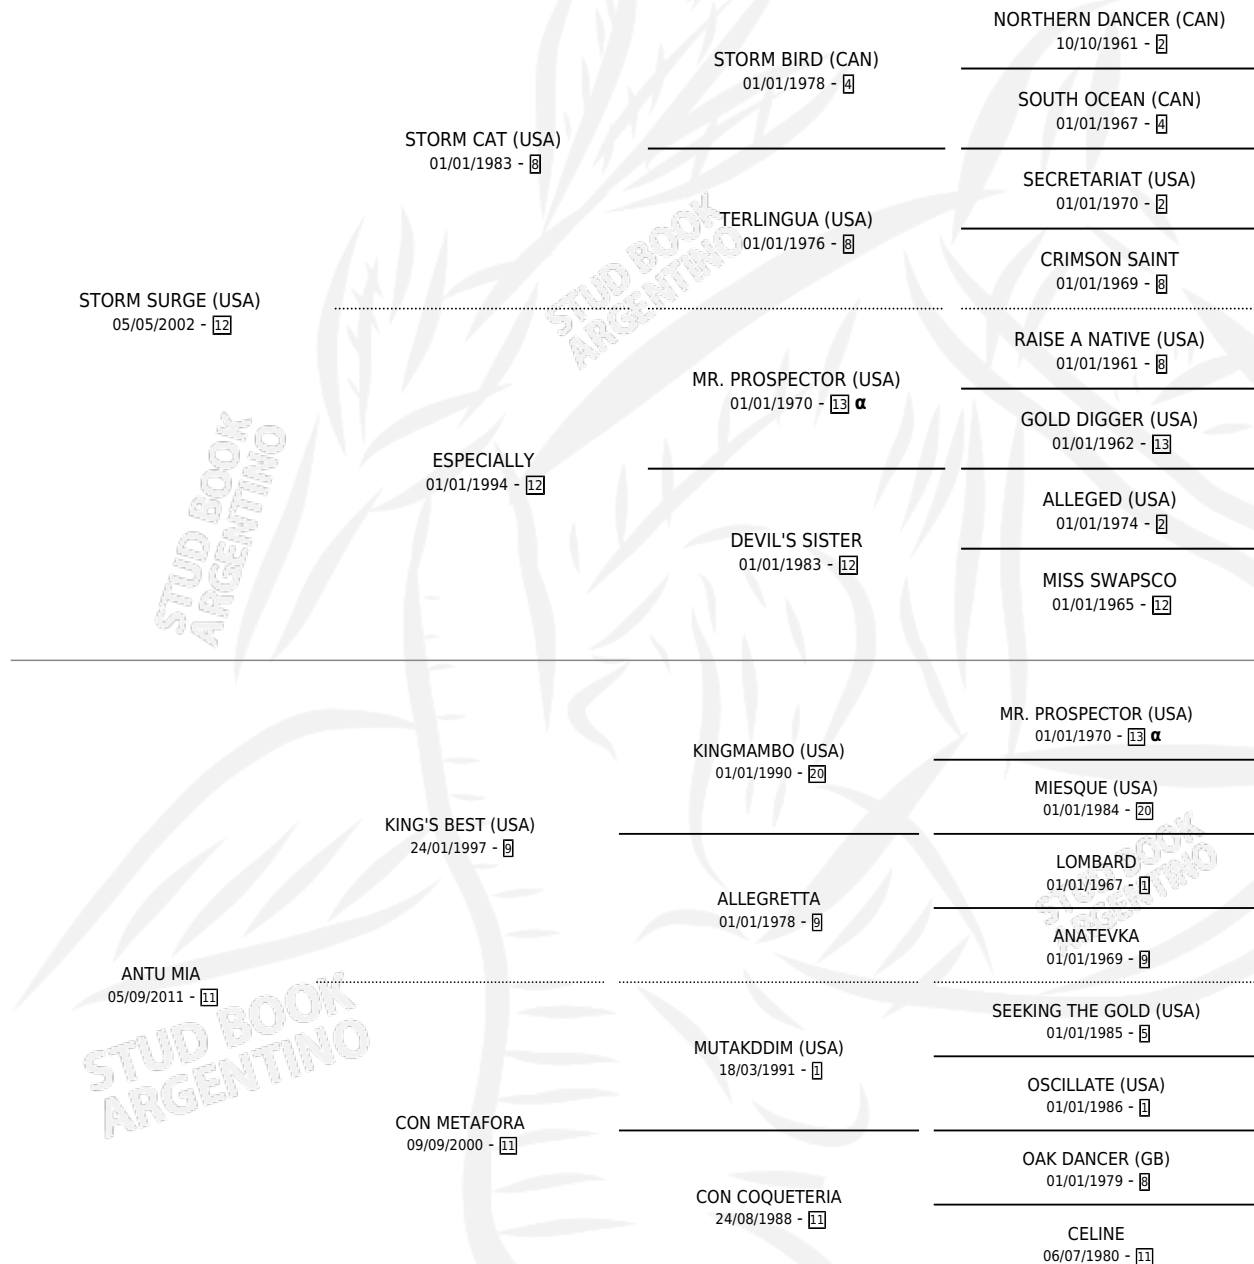 NORTHERN DANCER (CAN)
10/10/1961 - 2
STORM BIRD (CAN)
01/01/1978 - 4
SOUTH OCEAN (CAN)
01/01/1967 - 4
STORM CAT (USA)
01/01/1983 - 8
SECRETARIAT (USA)
01/01/1970 - 2
TERLINGUA (USA)
01/01/1976 - 8
CRIMSON SAINT
01/01/1969 - 8
STORM SURGE (USA)
05/05/2002 - 12
RAISE A NATIVE (USA)
01/01/1961 - 8
MR. PROSPECTOR (USA)
01/01/1970 - 13 α
GOLD DIGGER (USA)
01/01/1962 - 13
ESPECIALLY
01/01/1994 - 12
ALLEGED (USA)
01/01/1974 - 2
DEVIL'S SISTER
01/01/1983 - 12
MISS SWAPSCO
01/01/1965 - 12
MR. PROSPECTOR (USA)
01/01/1970 - 13 α
KINGMAMBO (USA)
01/01/1990 - 20
MIESQUE (USA)
01/01/1984 - 20
KING'S BEST (USA)
24/01/1997 - 9
LOMBARD
01/01/1967 - 1
ALLEGRETTA
01/01/1978 - 9
ANATEVKA
01/01/1969 - 9
ANTU MIA
05/09/2011 - 11
SEEKING THE GOLD (USA)
01/01/1985 - 5
MUTAKDDIM (USA)
18/03/1991 - 1
OSCILLATE (USA)
01/01/1986 - 1
CON METAFORA
09/09/2000 - 11
OAK DANCER (GB)
01/01/1979 - 8
CON COQUETERIA
24/08/1988 - 11
CELINE
06/07/1980 - 11
STUD BOOK
ARGENTINO
STUD BOOK
ARGENTINO
STUD BOOK
ARGENTINO
STUD BOOK
ARGENTINO